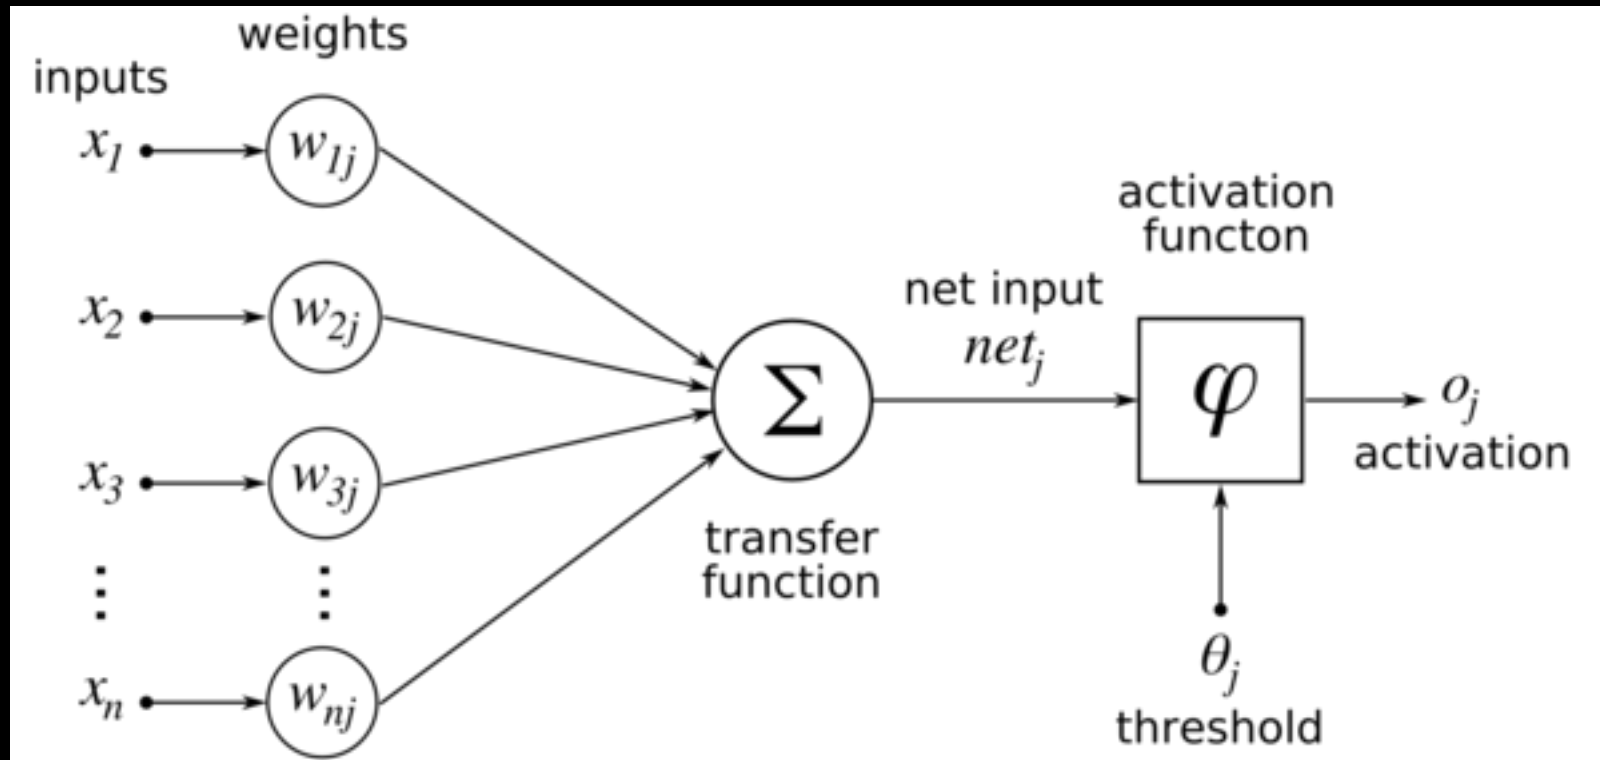 weights
inputs
x1
w1j
x2
w2j
x3
w3j
⋮
⋮
xn
wnj
Σ
transfer
function
net input
netj
activation
functon
φ
oj
activation
θj
threshold